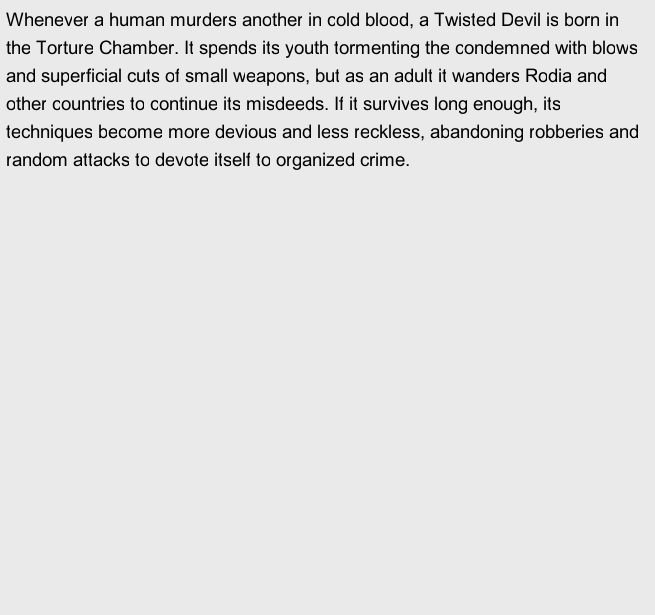 Whenever a human murders another in cold blood, a Twisted Devil is born in
the Torture Chamber. It spends its youth tormenting the condemned with blows
and superficial cuts of small weapons, but as an adult it wanders Rodia and
other countries to continue its misdeeds. If it survives long enough, its
techniques become more devious and less reckless, abandoning robberies and
random attacks to devote itself to organized crime.